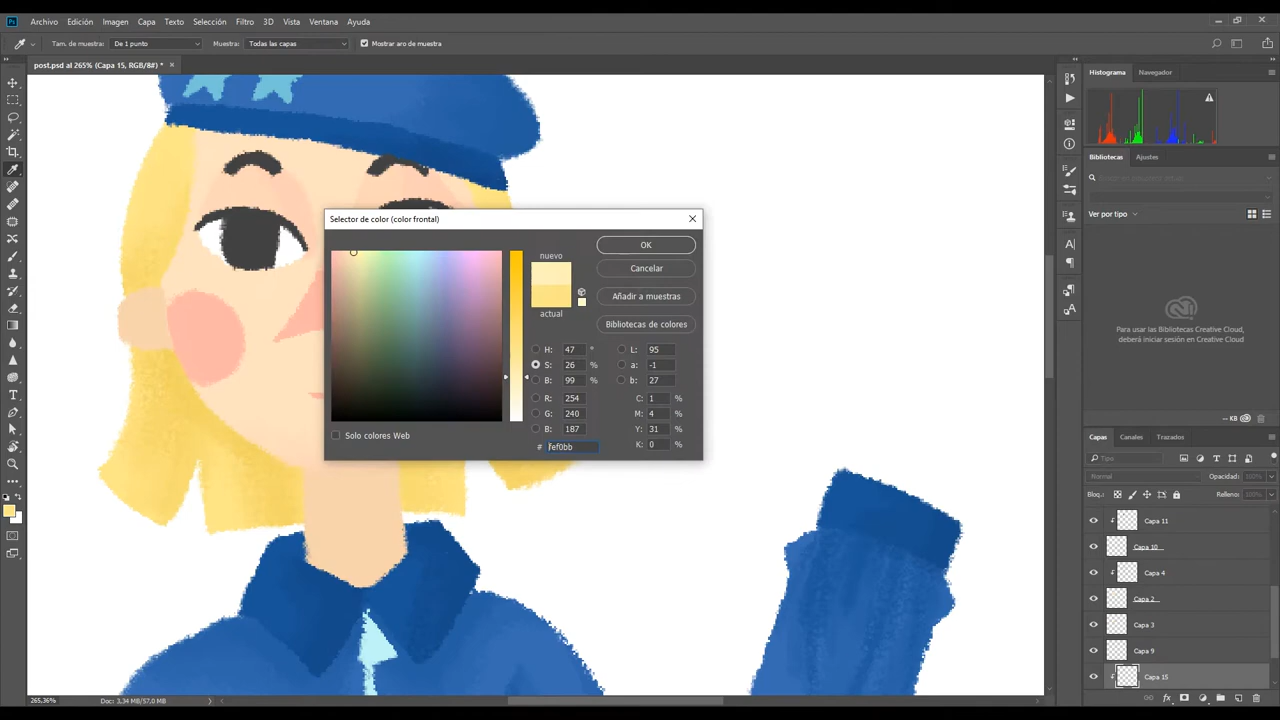 Ps Archivo Edición Imagen Capa Texto Selección Filtro 3D Vista Ventana Ayuda
Tam. de muestra: De 1 punto Muestra: Todas las capas Mostrar aro de muestra
post.psd al 265% (Capa 15, RGB/8#) * ×
Histograma Navegador
Bibliotecas Ajustes
Ver por tipo
Para usar las Bibliotecas Creative Cloud,
deberá iniciar sesión en Creative Cloud
-- KB
Selector de color (color frontal)
nuevo
actual
OK
Cancelar
Añadir a muestras
Bibliotecas de colores
H: 47 ° L: 95
S: 26 % a: -1
B: 99 % b: 27
R: 254 C: 1 %
G: 240 M: 4 %
B: 187 Y: 31 %
# fef0bb K: 0 %
Solo colores Web
Capas Canales Trazados
Tipo
Normal Opacidad: 100%
Bloq.: Relleno: 100%
Capa 11
Capa 10
Capa 4
Capa 2
Capa 3
Capa 9
Capa 15
265,36% Doc: 3,34 MB/57,0 MB